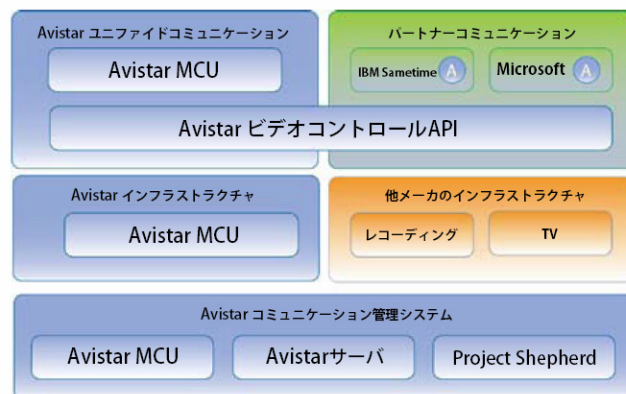 Avistar ユニファイドコミュニケーション
Avistar MCU
パートナーコミュニケーション
IBM Sametime A
Microsoft A
Avistar ビデオコントロールAPI
Avistar インフラストラクチャ
Avistar MCU
他メーカのインフラストラクチャ
レコーディング
TV
Avistar コミュニケーション管理システム
Avistar MCU
Avistarサーバ
Project Shepherd